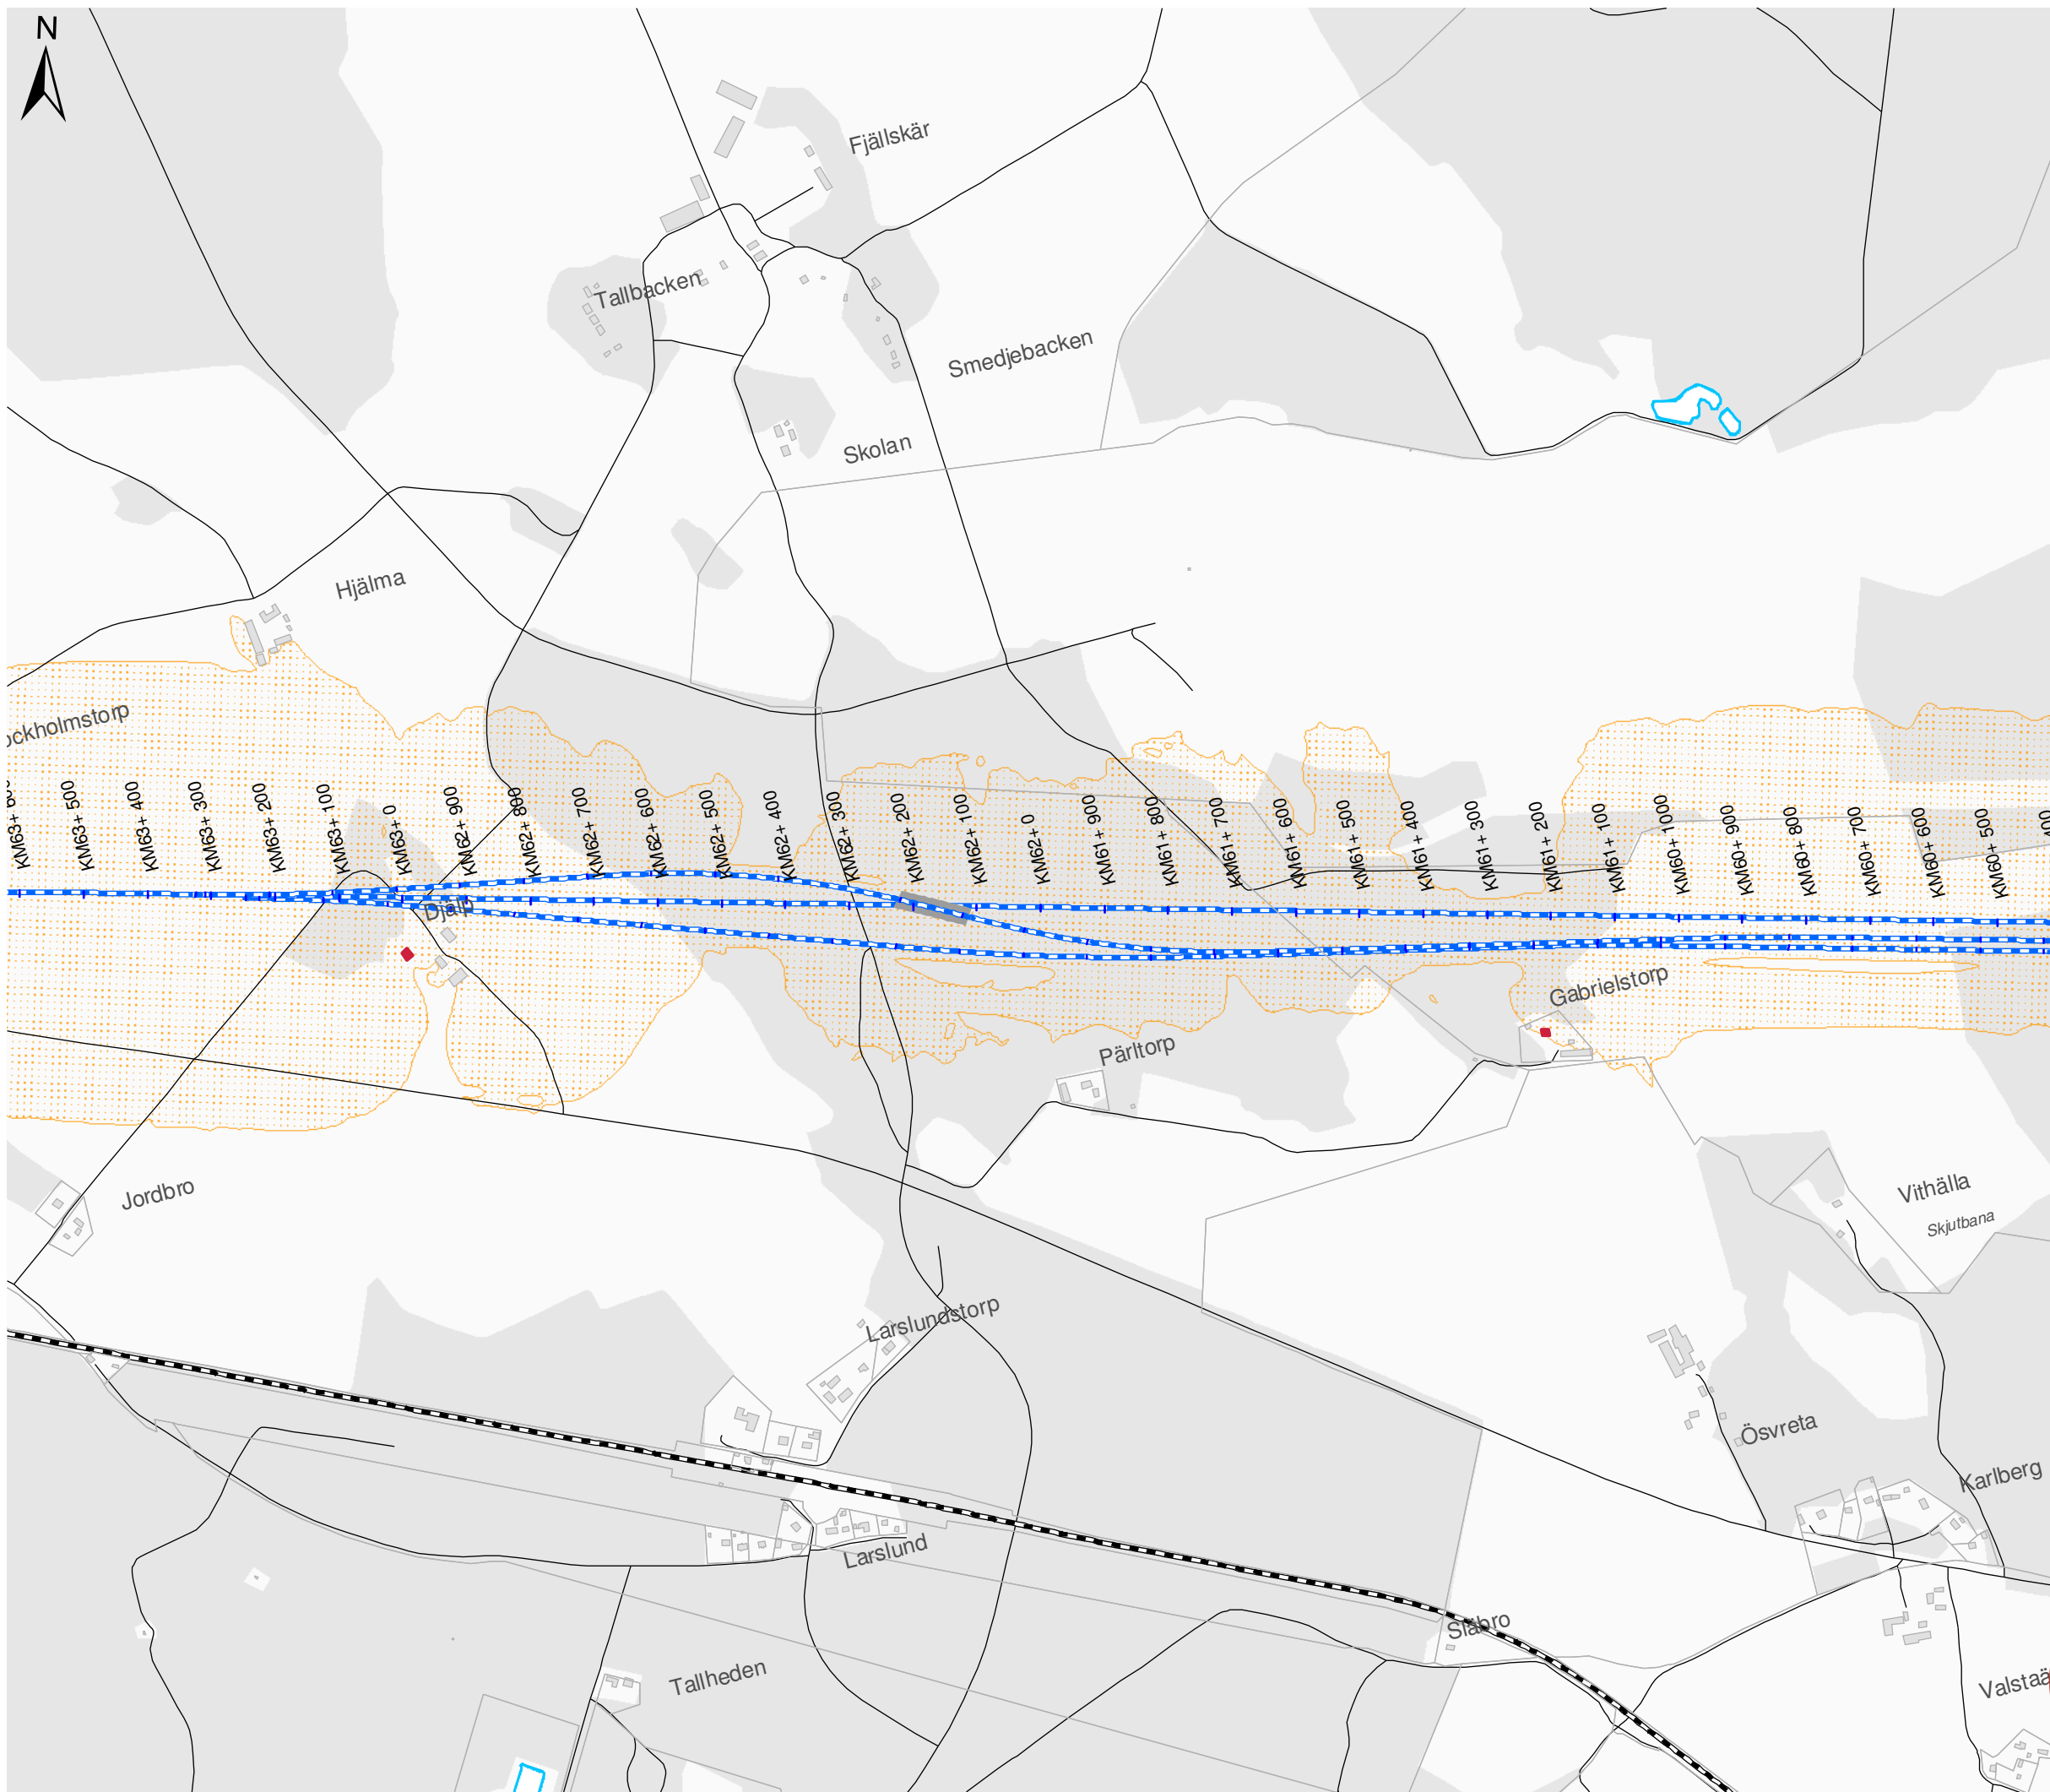 N
Fjällskär
Tallbacken
Smedjebacken
Skolan
Hjälma
ockholmstorp
KM63+ 500
KM63+ 400
KM63+ 300
KM63+ 200
KM63+ 100
KM63+ 0
KM62+ 900
KM62+ 800
KM62+ 700
KM62+ 600
KM62+ 500
KM62+ 400
KM62+ 300
KM62+ 200
KM62+ 100
KM62+ 0
KM61+ 900
KM61+ 800
KM61+ 700
KM61+ 600
KM61+ 500
KM61+ 400
KM61+ 300
KM61+ 200
KM61+ 100
KM60+ 1000
KM60+ 900
KM60+ 800
KM60+ 700
KM60+ 600
KM60+ 500
400
Djälp
Gabrielstorp
Pärltorp
Jordbro
Vithälla
Skjutbana
Larslundstorp
Ösvreta
Karlberg
Larslund
Släbro
Tallheden
Valstaä